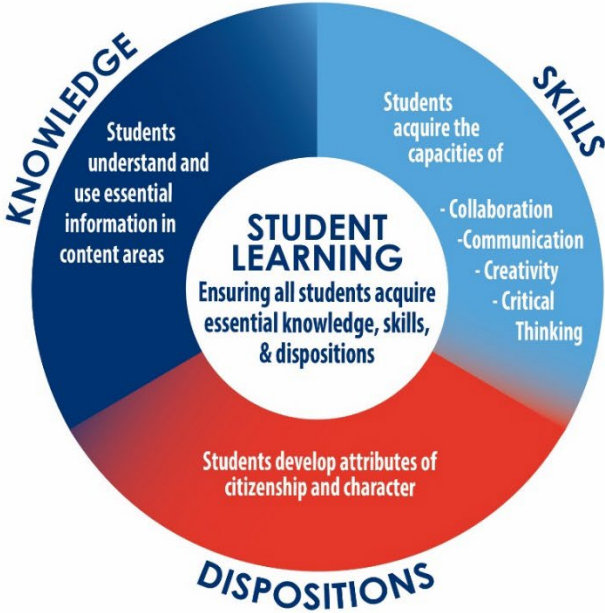 KNOWLEDGE
Students
understand and
use essential
information in
content areas
SKILLS
Students
acquire the
capacities of
- Collaboration
-Communication
- Creativity
- Critical
Thinking
STUDENT
LEARNING
Ensuring all students acquire
essential knowledge, skills,
& dispositions
Students develop attributes of
citizenship and character
DISPOSITIONS